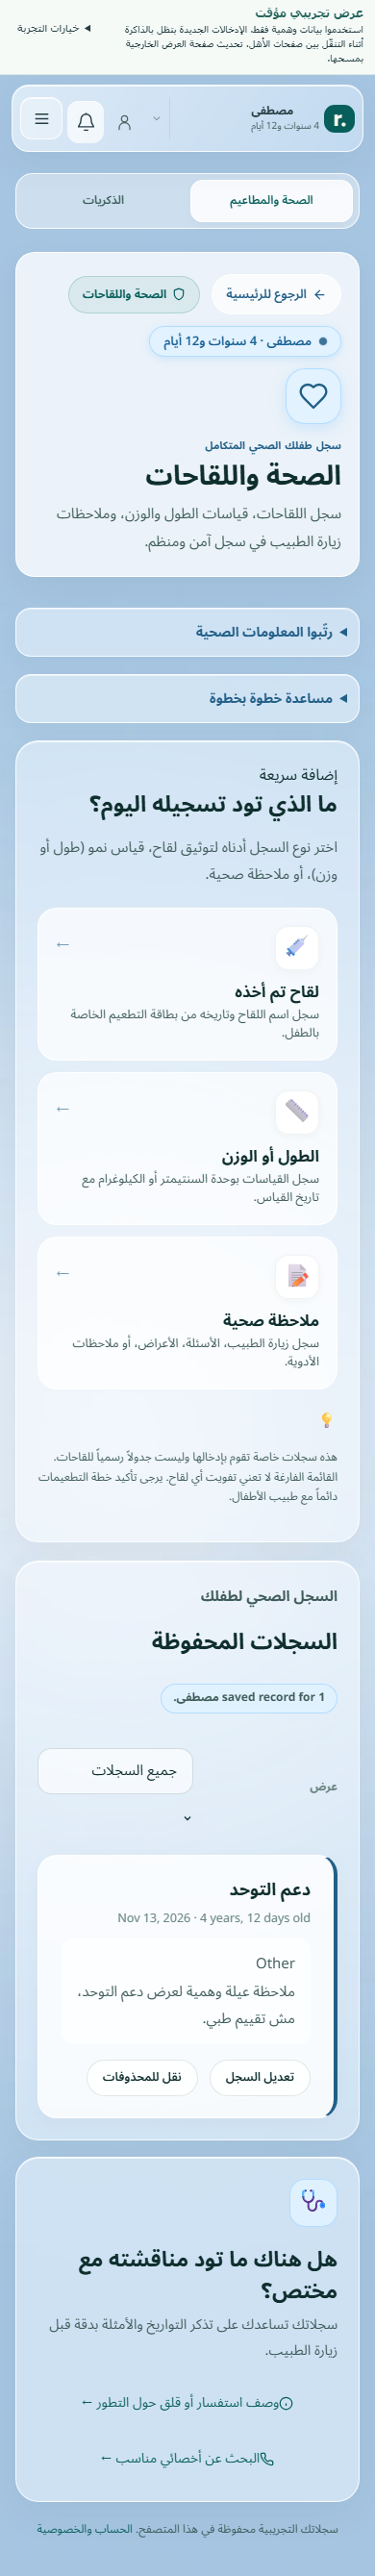 عرض تجريبي مؤقت
استخدموا بيانات وهمية فقط. الإدخالات الجديدة تظل بالذاكرة
أثناء التنقّل بين صفحات الأهل. تحديث صفحة العرض الخارجية
يمسحها.
خيارات التجربة
r.
مصطفى
4 سنوات و12 أيام
الصحة والمطاعيم
الذكريات
الرجوع للرئيسية
الصحة واللقاحات
مصطفى · 4 سنوات و12 أيام
سجل طفلك الصحي المتكامل
الصحة واللقاحات
سجل اللقاحات، قياسات الطول والوزن، وملاحظات
زيارة الطبيب في سجل آمن ومنظم.
رتّبوا المعلومات الصحية
مساعدة خطوة بخطوة
إضافة سريعة
ما الذي تود تسجيله اليوم؟
اختر نوع السجل أدناه لتوثيق لقاح، قياس نمو (طول أو
وزن)، أو ملاحظة صحية.
لقاح تم أخذه
سجل اسم اللقاح وتاريخه من بطاقة التطعيم الخاصة
بالطفل.
الطول أو الوزن
سجل القياسات بوحدة السنتيمتر أو الكيلوغرام مع
تاريخ القياس.
ملاحظة صحية
سجل زيارة الطبيب، الأسئلة، الأعراض، أو ملاحظات
الأدوية.
هذه سجلات خاصة تقوم بإدخالها وليست جدولاً رسمياً للقاحات.
القائمة الفارغة لا تعني تفويت أي لقاح. يرجى تأكيد خطة التطعيمات
دائماً مع طبيب الأطفال.
السجل الصحي لطفلك
السجلات المحفوظة
1 saved record for مصطفى.
عرض
جميع السجلات
دعم التوحد
Nov 13, 2026 · 4 years, 12 days old
Other
ملاحظة عيلة وهمية لعرض دعم التوحد،
مش تقييم طبي.
تعديل السجل
نقل للمحذوفات
هل هناك ما تود مناقشته مع
مختص؟
سجلاتك تساعدك على تذكر التواريخ والأمثلة بدقة قبل
زيارة الطبيب.
وصف استفسار أو قلق حول التطور ←
البحث عن أخصائي مناسب ←
سجلاتك التجريبية محفوظة في هذا المتصفح. الحساب والخصوصية